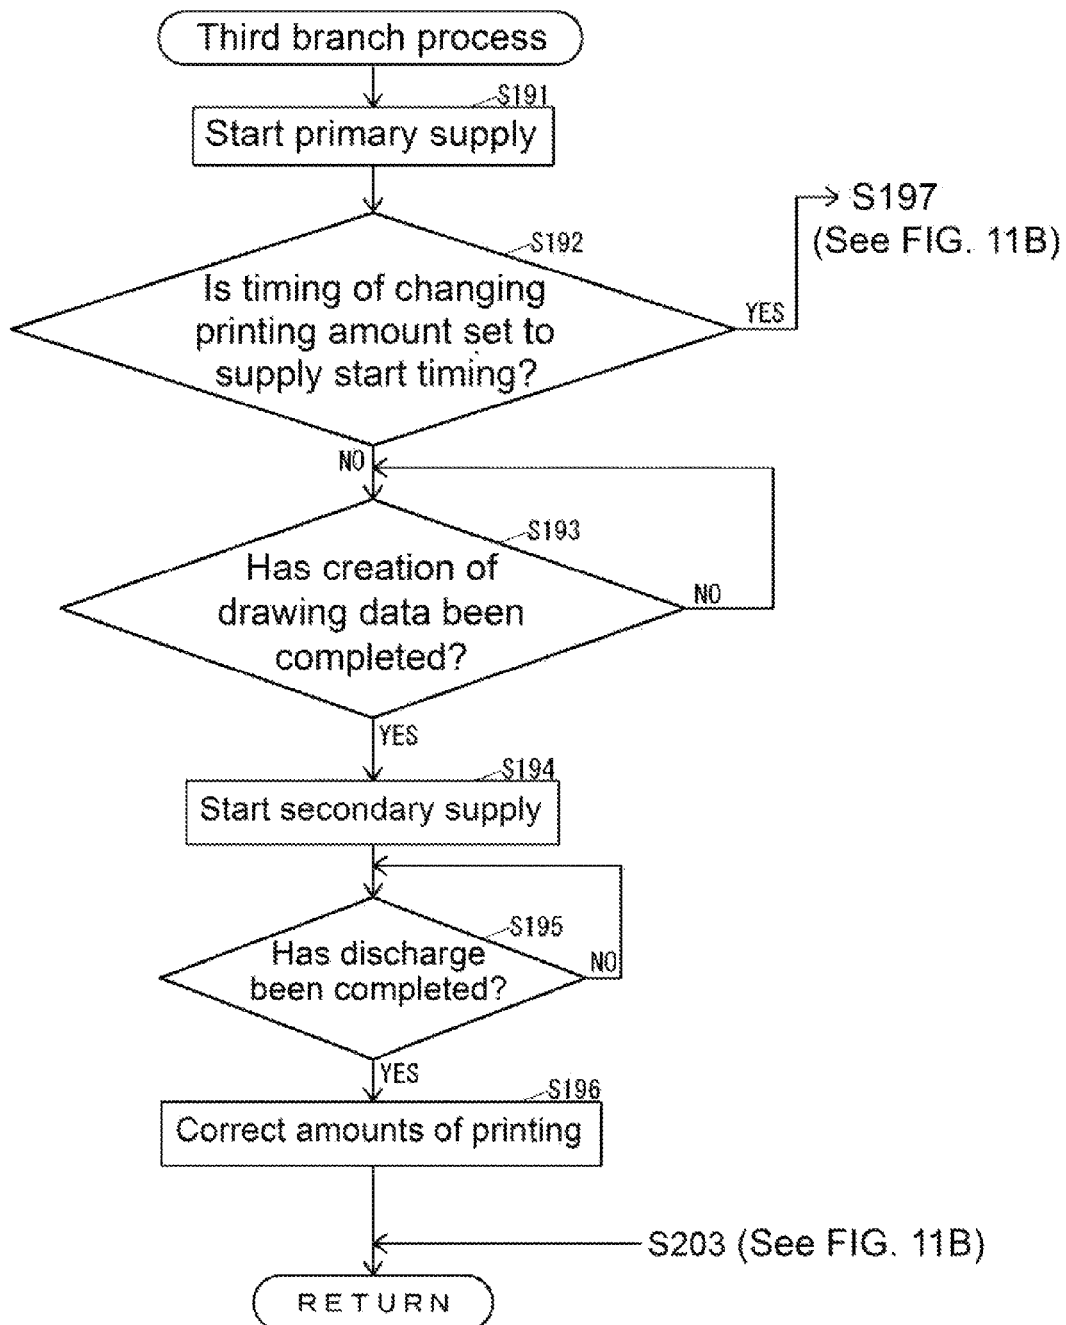 Third branch process
S191
Start primary supply
S197
(See FIG. 11B)
S192
Is timing of changing
printing amount set to
supply start timing?
YES
NO
S193
Has creation of
drawing data been
completed?
NO
YES
S194
Start secondary supply
S195
Has discharge
been completed?
NO
YES
S196
Correct amounts of printing
S203 (See FIG. 11B)
RETURN